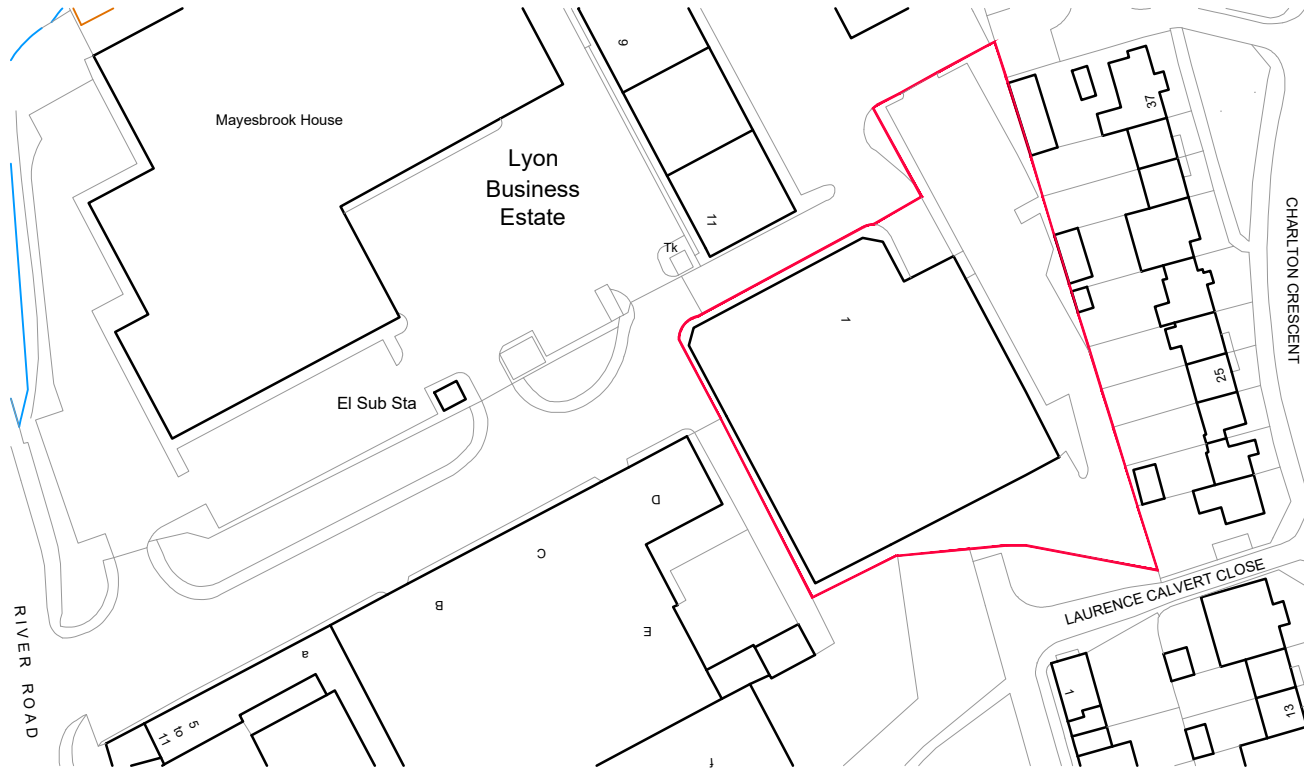 Mayesbrook House
Lyon
Business
Estate
9
11
Tk
1
37
25
CHARLTON CRESCENT
El Sub Sta
D
C
B
E
a
5
to
11
f
RIVER ROAD
LAURENCE CALVERT CLOSE
1
13